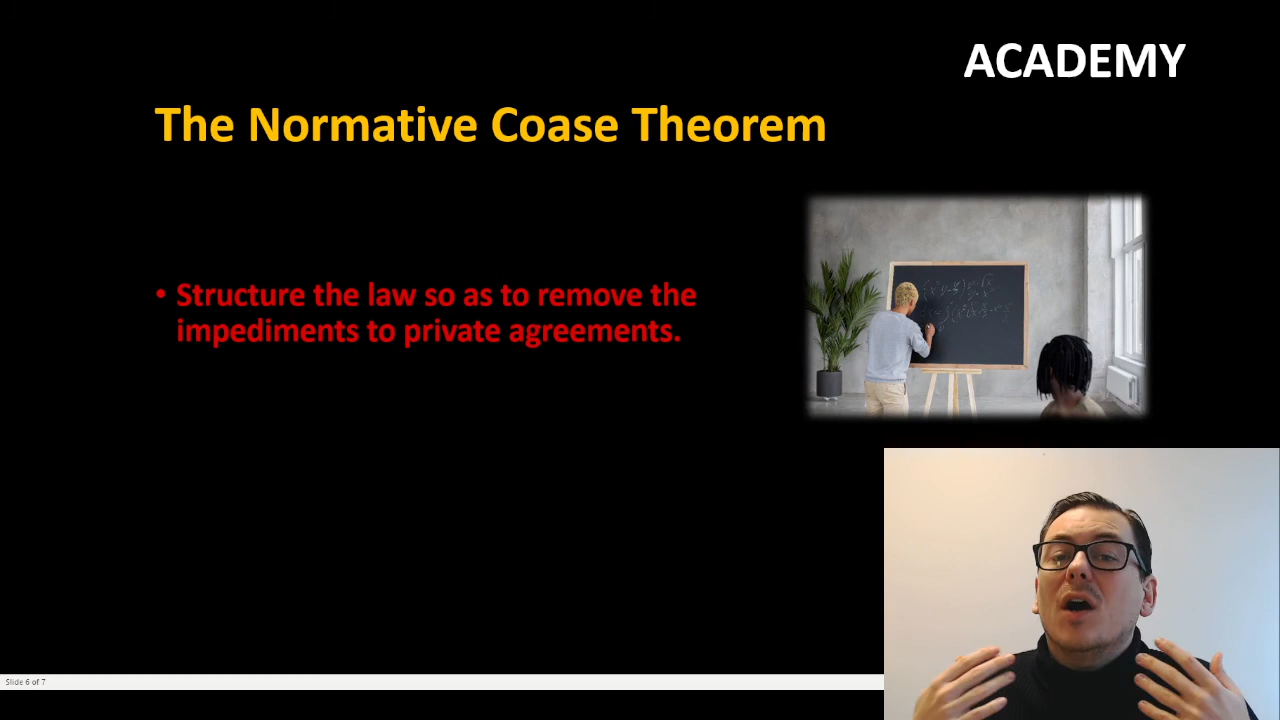 ACADEMY
The Normative Coase Theorem
• Structure the law so as to remove the
impediments to private agreements.
Slide 6 of 7